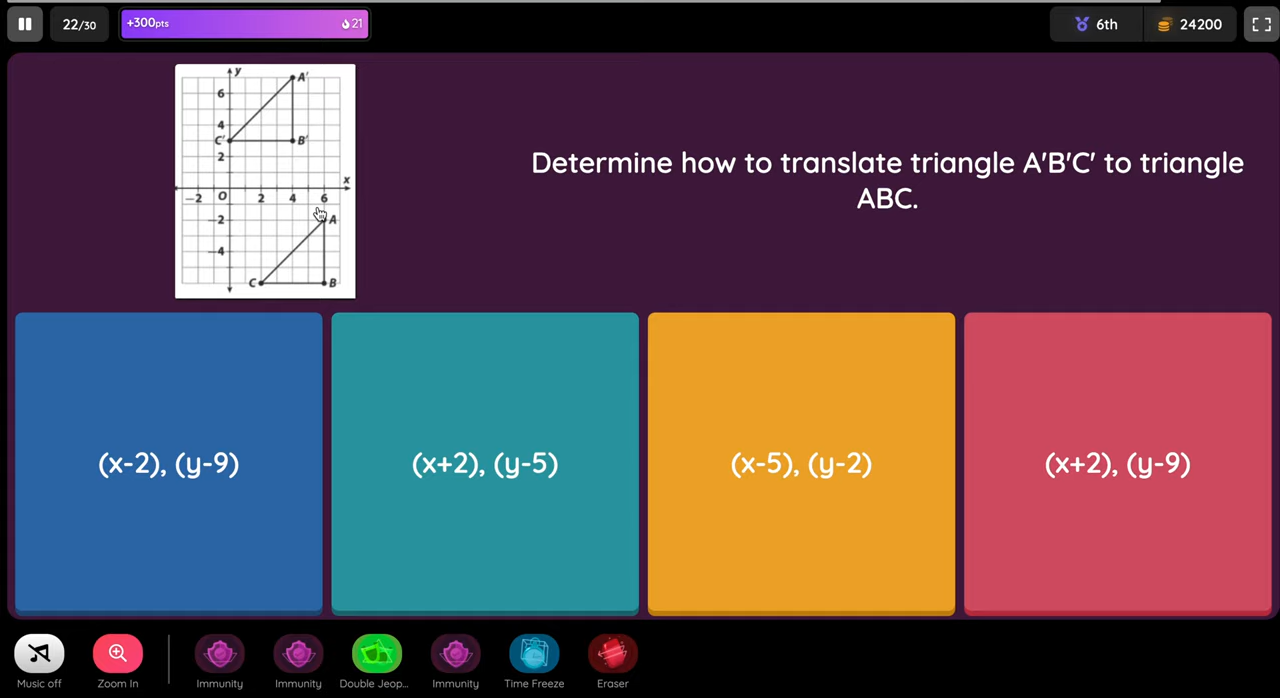 22/30
+300pts
21
6th
24200
y
A'
6
4
C'
B'
2
x
-2
O
2
4
6
-2
A
-4
C
B
Determine how to translate triangle A'B'C' to triangle
ABC.
(x-2), (y-9)
(x+2), (y-5)
(x-5), (y-2)
(x+2), (y-9)
Music off
Zoom In
Immunity
Immunity
Double Jeop...
Immunity
Time Freeze
Eraser